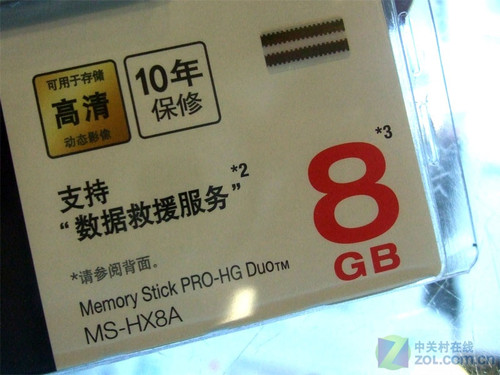 可用于存储
高清
动态影像
10年
保修
支持
“数据救援服务”*2
8*3
GB
*请参阅背面。
Memory Stick PRO-HG Duo™
MS-HX8A
中关村在线
zol.com.cn